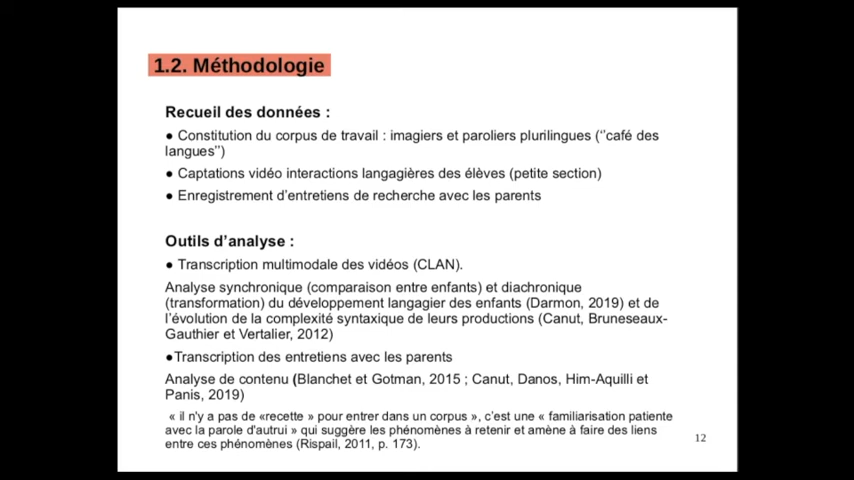 1.2. Méthodologie
Recueil des données :
● Constitution du corpus de travail : imagiers et paroliers plurilingues (‘’café des
langues’’)
● Captations vidéo interactions langagières des élèves (petite section)
● Enregistrement d’entretiens de recherche avec les parents
Outils d’analyse :
● Transcription multimodale des vidéos (CLAN).
Analyse synchronique (comparaison entre enfants) et diachronique
(transformation) du développement langagier des enfants (Darmon, 2019) et de
l’évolution de la complexité syntaxique de leurs productions (Canut, Bruneseaux-
Gauthier et Vertalier, 2012)
●Transcription des entretiens avec les parents
Analyse de contenu (Blanchet et Gotman, 2015 ; Canut, Danos, Him-Aquilli et
Panis, 2019)
« il n'y a pas de «recette » pour entrer dans un corpus », c’est une « familiarisation patiente
avec la parole d'autrui » qui suggère les phénomènes à retenir et amène à faire des liens
entre ces phénomènes (Rispail, 2011, p. 173).
12